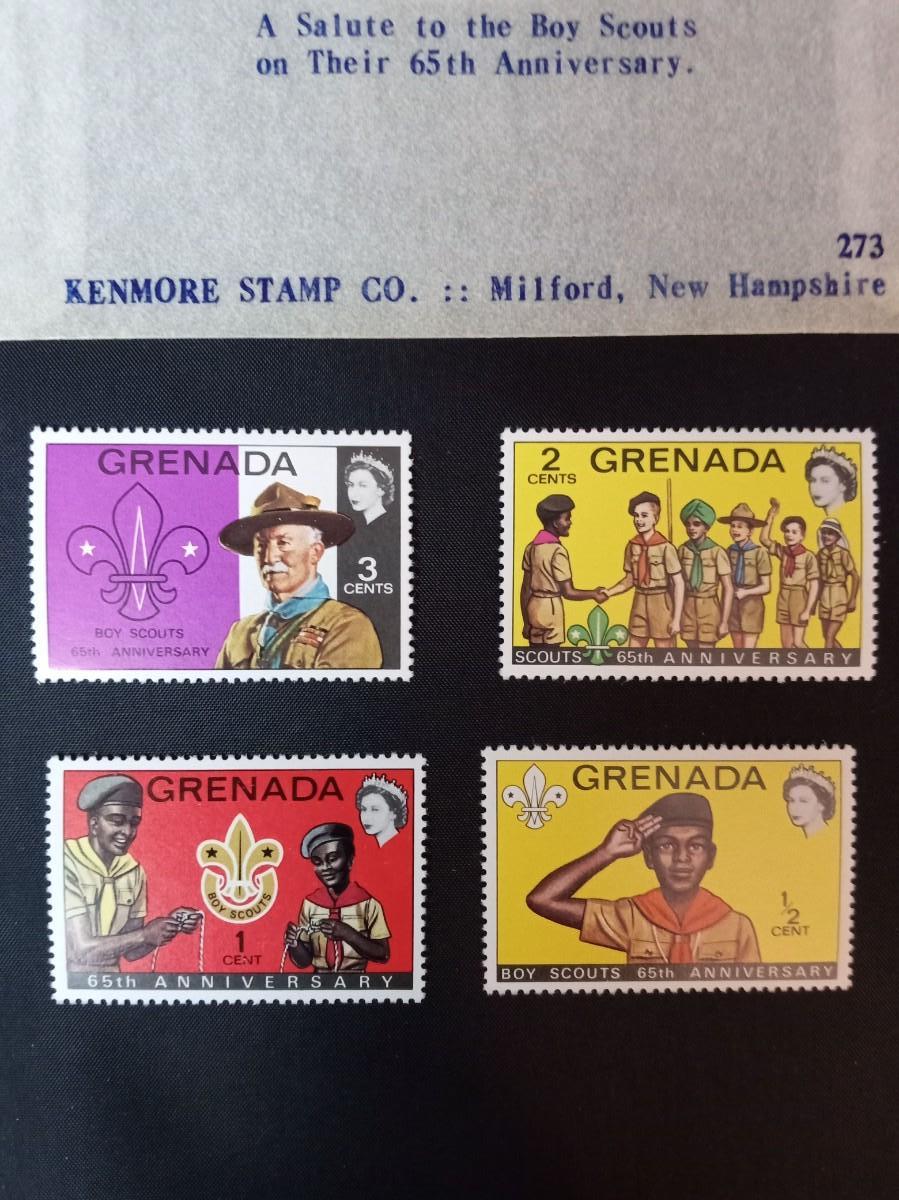 A Salute to the Boy Scouts
on Their 65th Anniversary.
273
KENMORE STAMP CO. :: Milford, New Hampshire
GRENADA
3
CENTS
BOY SCOUTS
65th ANNIVERSARY
2
CENTS
GRENADA
SCOUTS 65th ANNIVERSARY
GRENADA
BOY SCOUTS
1
CENT
65th ANNIVERSARY
GRENADA
1/2
CENT
BOY SCOUTS 65th ANNIVERSARY